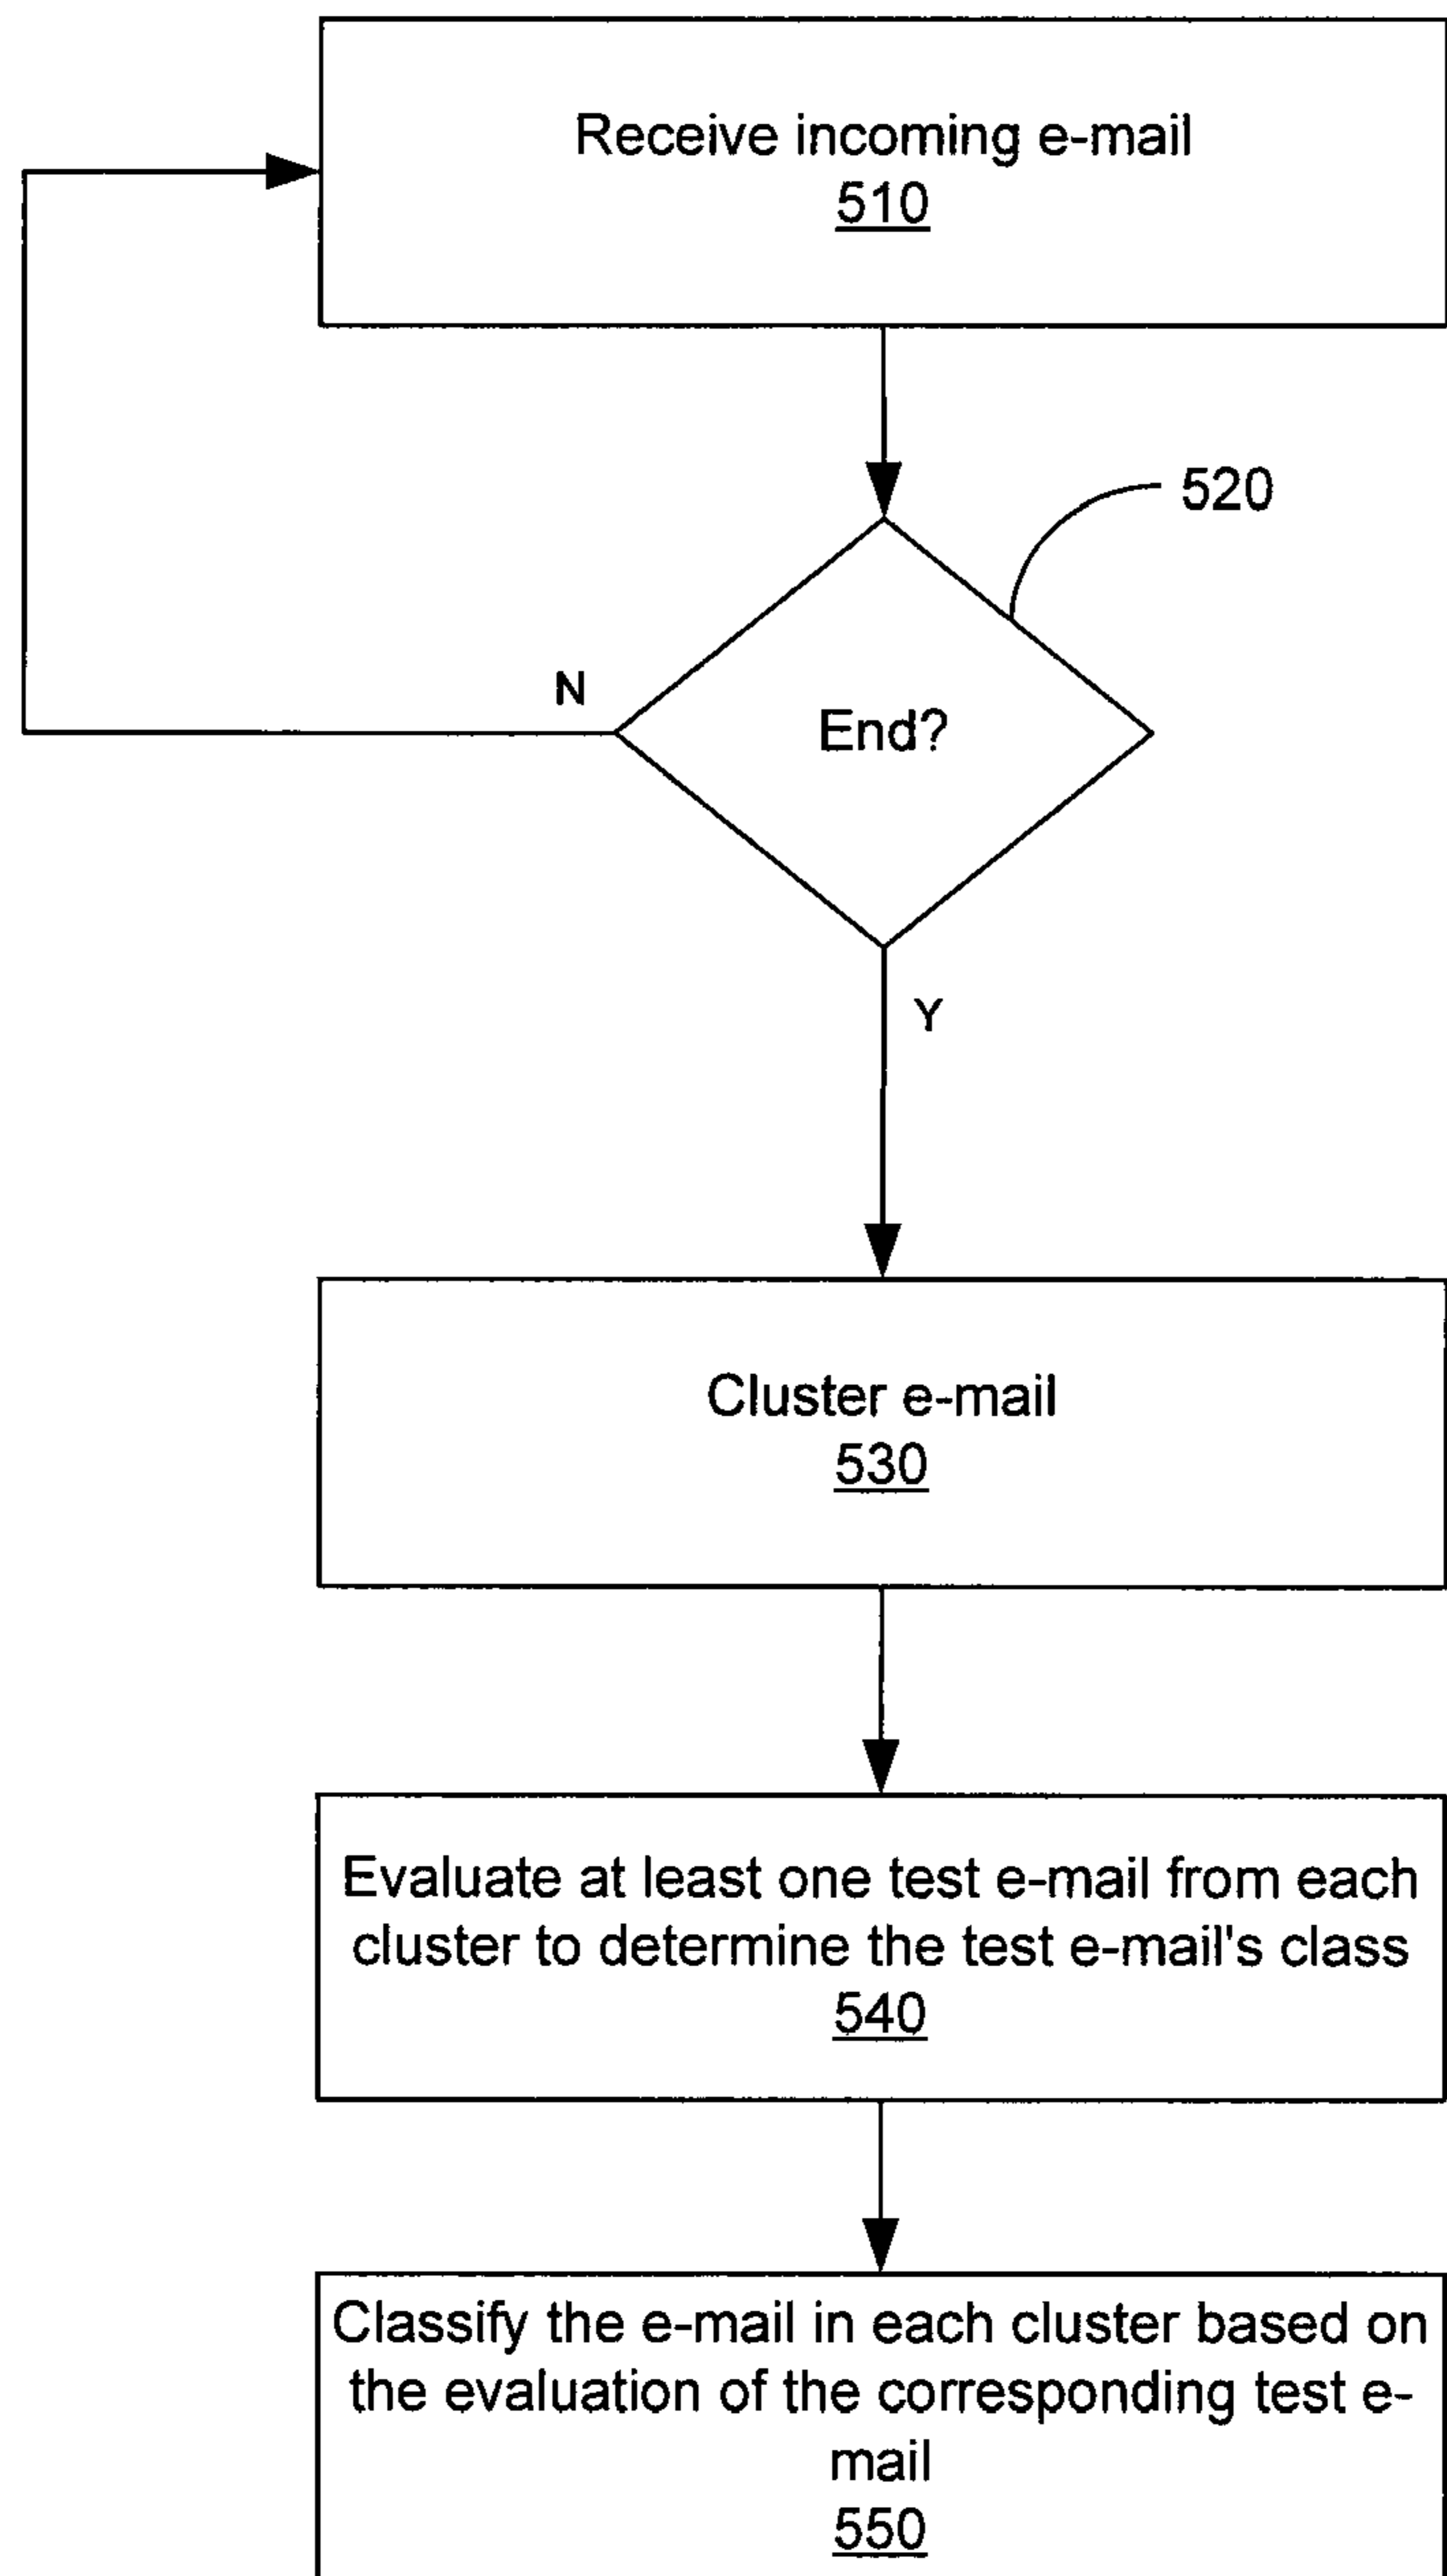 Receive incoming e-mail
510
520
N
End?
Y
Cluster e-mail
530
Evaluate at least one test e-mail from each
cluster to determine the test e-mail's class
540
Classify the e-mail in each cluster based on
the evaluation of the corresponding test e-
mail
550